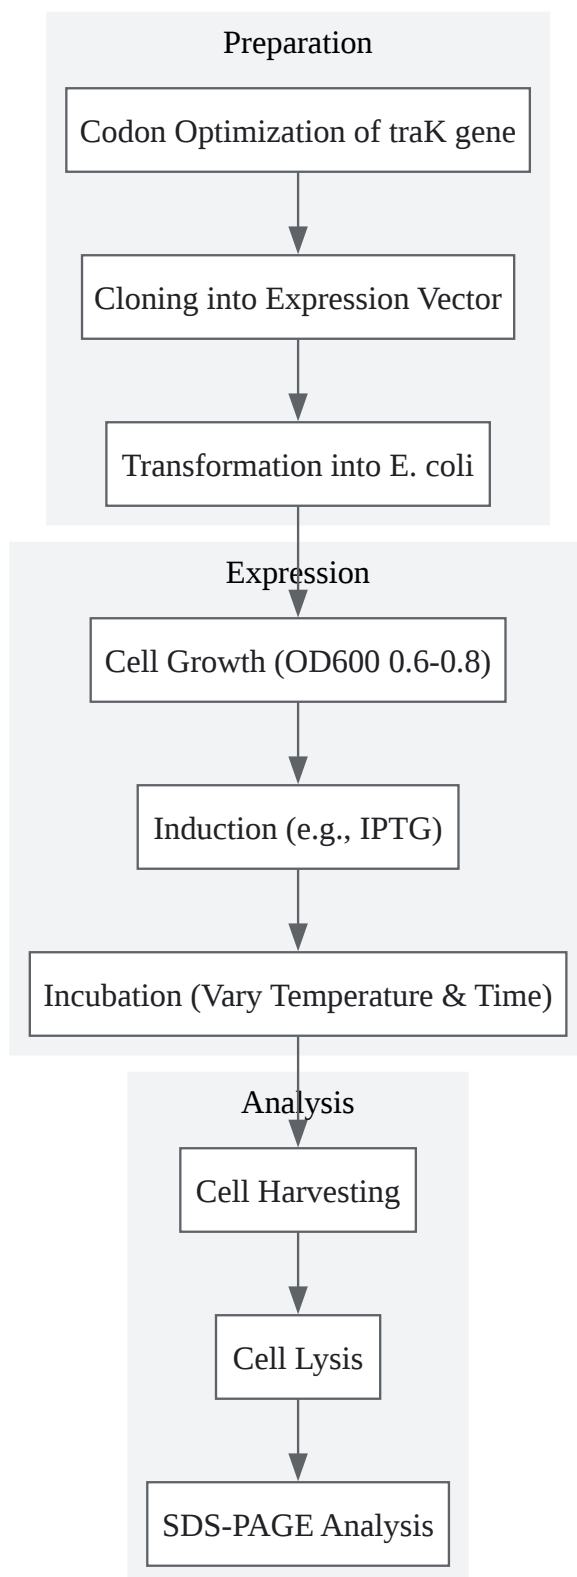 Preparation
Codon Optimization of traK gene
Cloning into Expression Vector
Transformation into E. coli
Expression
Cell Growth (OD600 0.6-0.8)
Induction (e.g., IPTG)
Incubation (Vary Temperature & Time)
Analysis
Cell Harvesting
Cell Lysis
SDS-PAGE Analysis